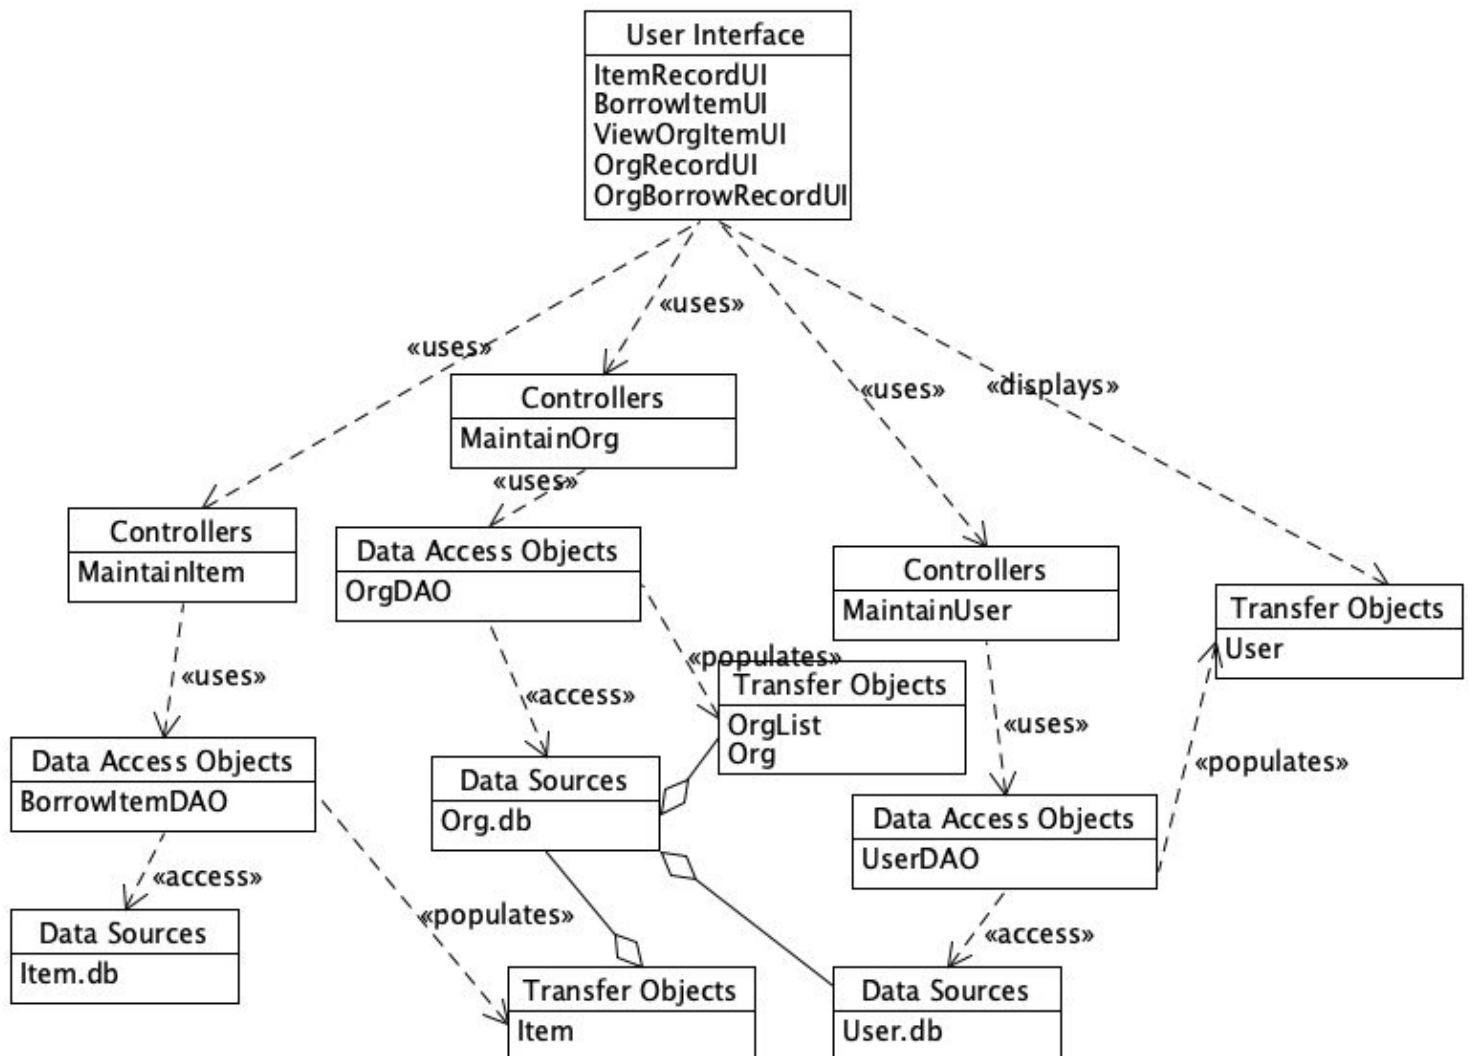 User Interface
ItemRecordUI
BorrowItemUI
ViewOrgItemUI
OrgRecordUI
OrgBorrowRecordUI
«uses»
«uses»
«uses»
«displays»
Controllers
MaintainOrg
«uses»
Controllers
MaintainItem
Data Access Objects
OrgDAO
Controllers
MaintainUser
Transfer Objects
User
«uses»
«access»
«populates»
Transfer Objects
OrgList
Org
«uses»
«populates»
Data Access Objects
BorrowItemDAO
Data Sources
Org.db
Data Access Objects
UserDAO
«access»
«populates»
«access»
Data Sources
Item.db
Transfer Objects
Item
Data Sources
User.db